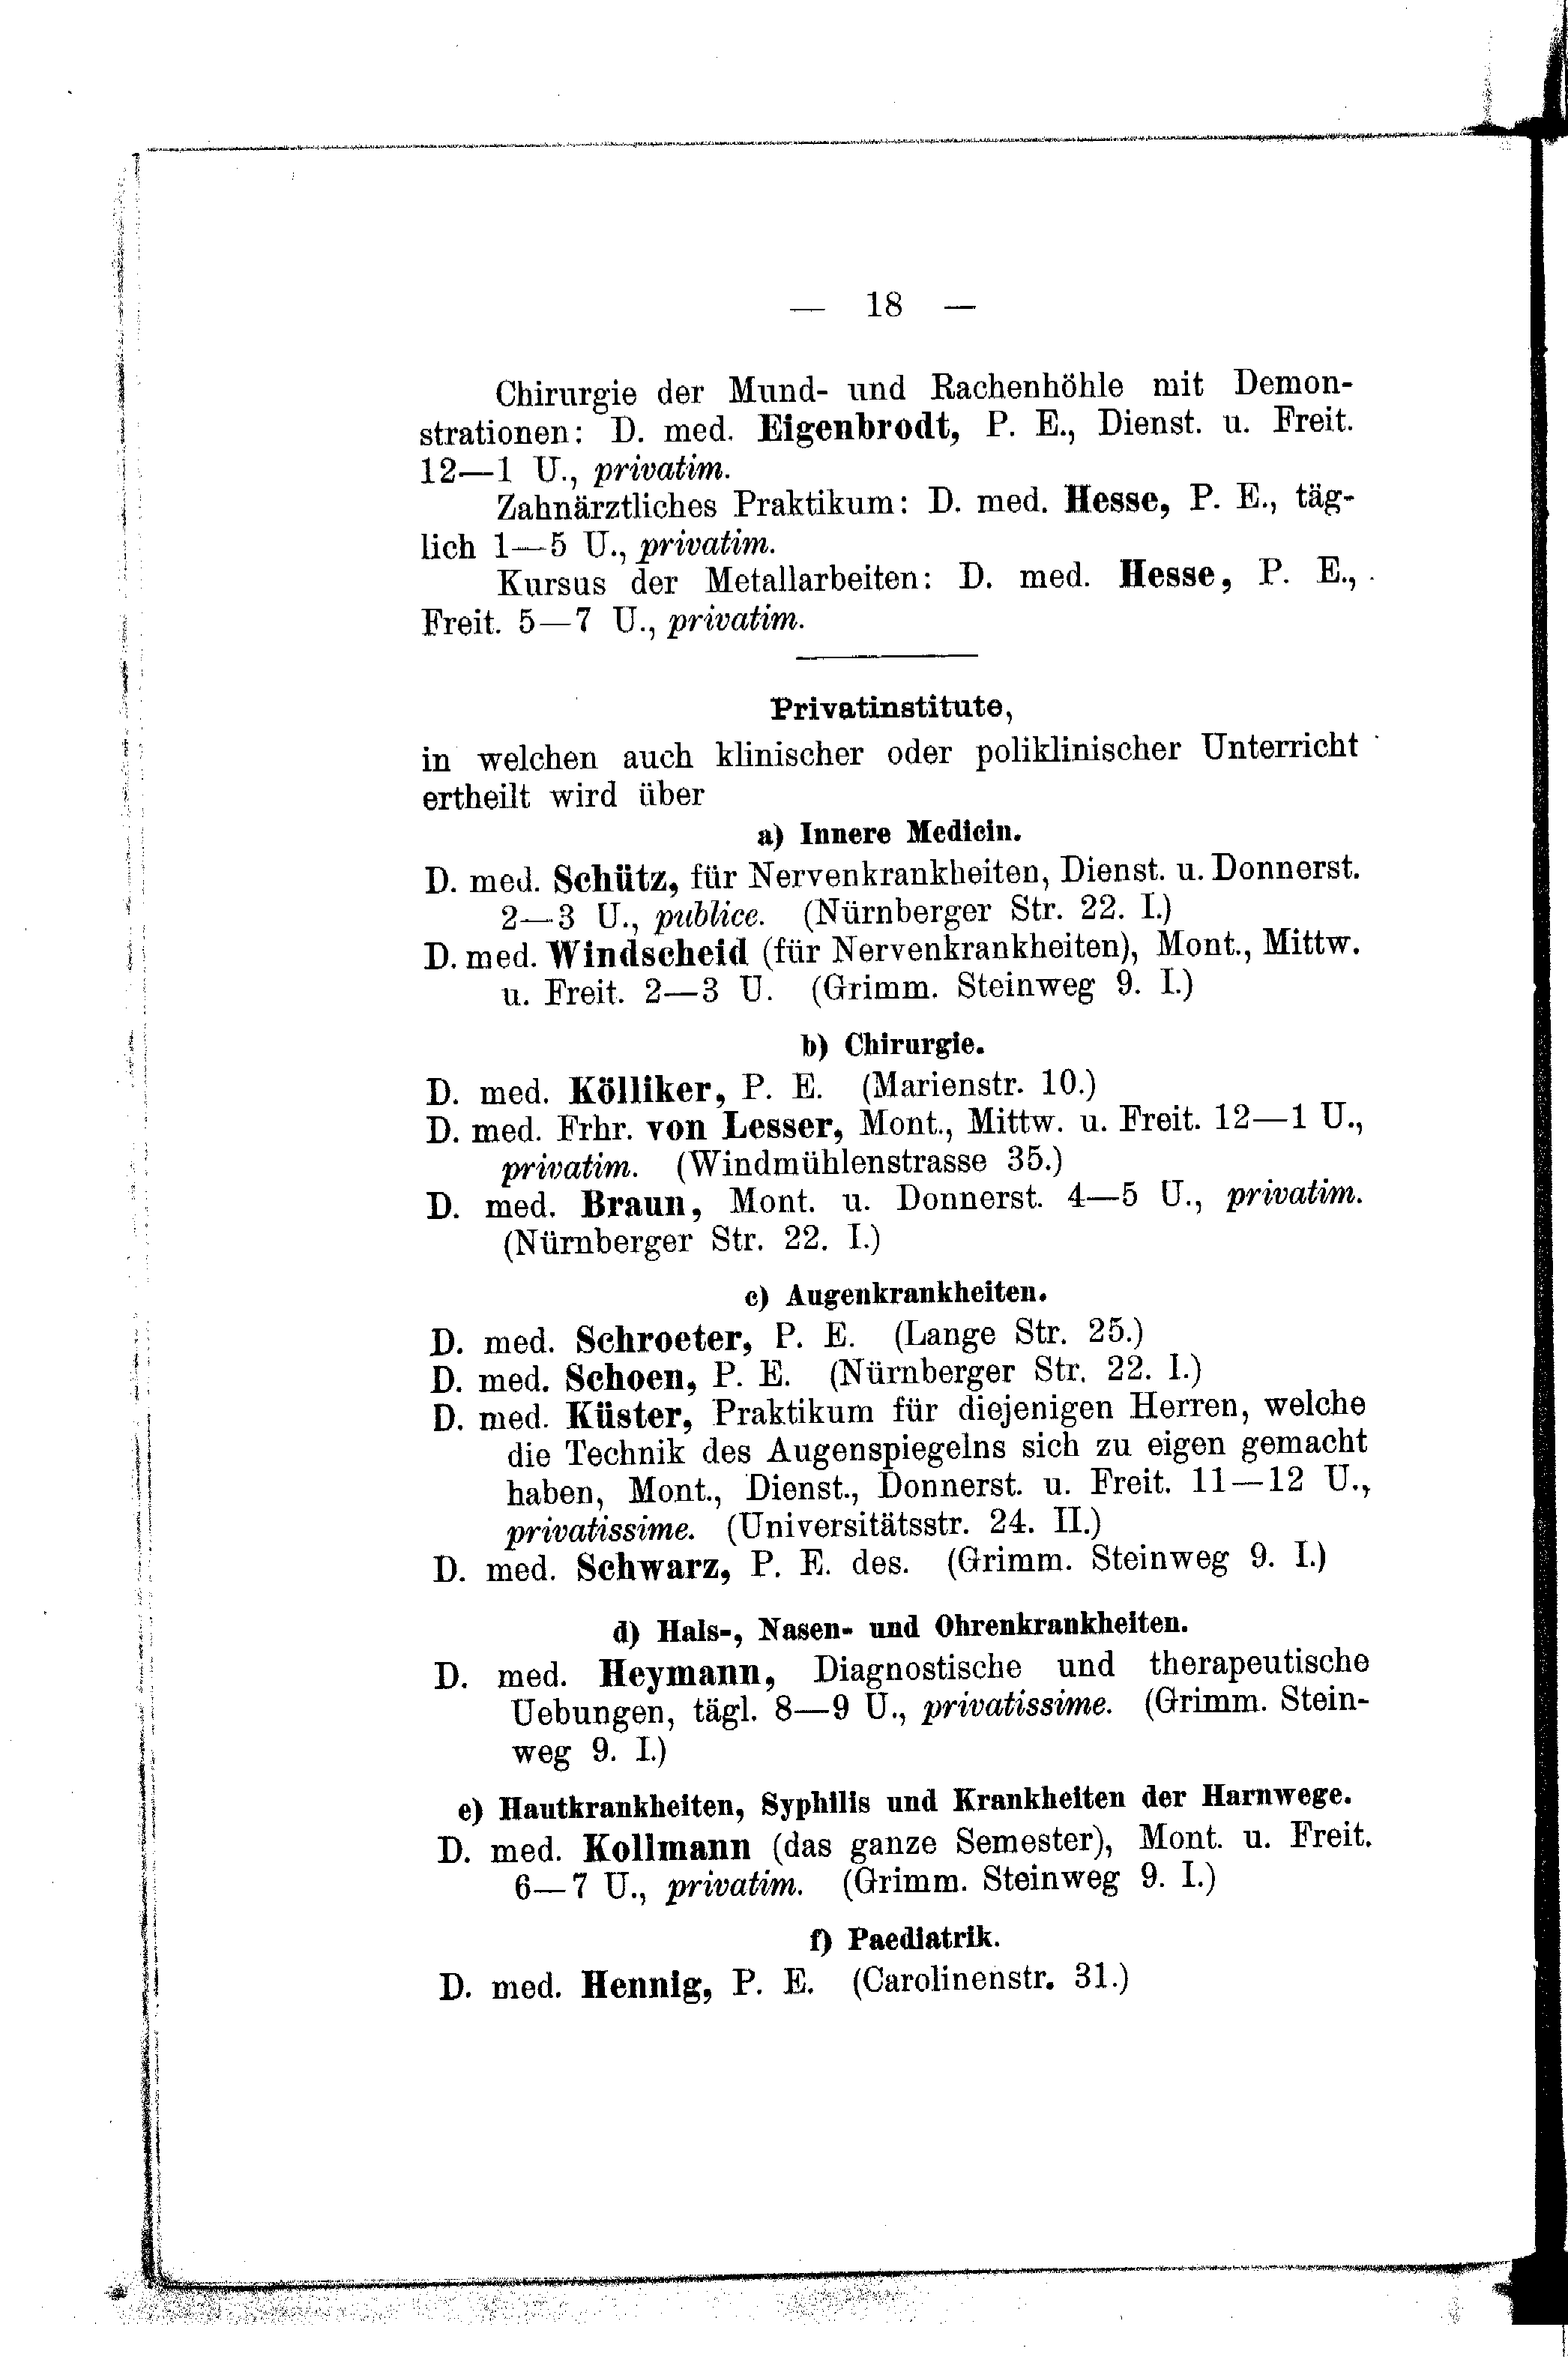 — 18 —
Chirurgie der Mund- und Rachenhöhle mit Demon-
strationen: D. med. Eigenbrodt, P. E., Dienst. u. Freit.
12—1 U., privatim.
Zahnärztliches Praktikum: D. med. Hesse, P. E., täg-
lich 1—5 U., privatim.
Kursus der Metallarbeiten: D. med. Hesse, P. E.,
Freit. 5—7 U., privatim.
Privatinstitute,
in welchen auch klinischer oder poliklinischer Unterricht
ertheilt wird über
a) Innere Medicin.
D. med. Schütz, für Nervenkrankheiten, Dienst. u. Donnerst.
2—3 U., publice. (Nürnberger Str. 22. I.)
D. med. Windscheid (für Nervenkrankheiten), Mont., Mittw.
u. Freit. 2—3 U. (Grimm. Steinweg 9. I.)
b) Chirurgie.
D. med. Kölliker, P. E. (Marienstr. 10.)
D. med. Frhr. von Lesser, Mont., Mittw. u. Freit. 12—1 U.,
privatim. (Windmühlenstrasse 35.)
D. med. Braun, Mont. u. Donnerst. 4—5 U., privatim.
(Nürnberger Str. 22. I.)
c) Augenkrankheiten.
D. med. Schroeter, P. E. (Lange Str. 25.)
D. med. Schoen, P. E. (Nürnberger Str. 22. I.)
D. med. Küster, Praktikum für diejenigen Herren, welche
die Technik des Augenspiegelns sich zu eigen gemacht
haben, Mont., Dienst., Donnerst. u. Freit. 11—12 U.,
privatissime. (Universitätsstr. 24. II.)
D. med. Schwarz, P. E. des. (Grimm. Steinweg 9. I.)
d) Hals-, Nasen- und Ohrenkrankheiten.
D. med. Heymann, Diagnostische und therapeutische
Uebungen, tägl. 8—9 U., privatissime. (Grimm. Stein-
weg 9. I.)
e) Hautkrankheiten, Syphilis und Krankheiten der Harnwege.
D. med. Kollmann (das ganze Semester), Mont. u. Freit.
6—7 U., privatim. (Grimm. Steinweg 9. I.)
f) Paediatrik.
D. med. Hennig, P. E. (Carolinenstr. 31.)